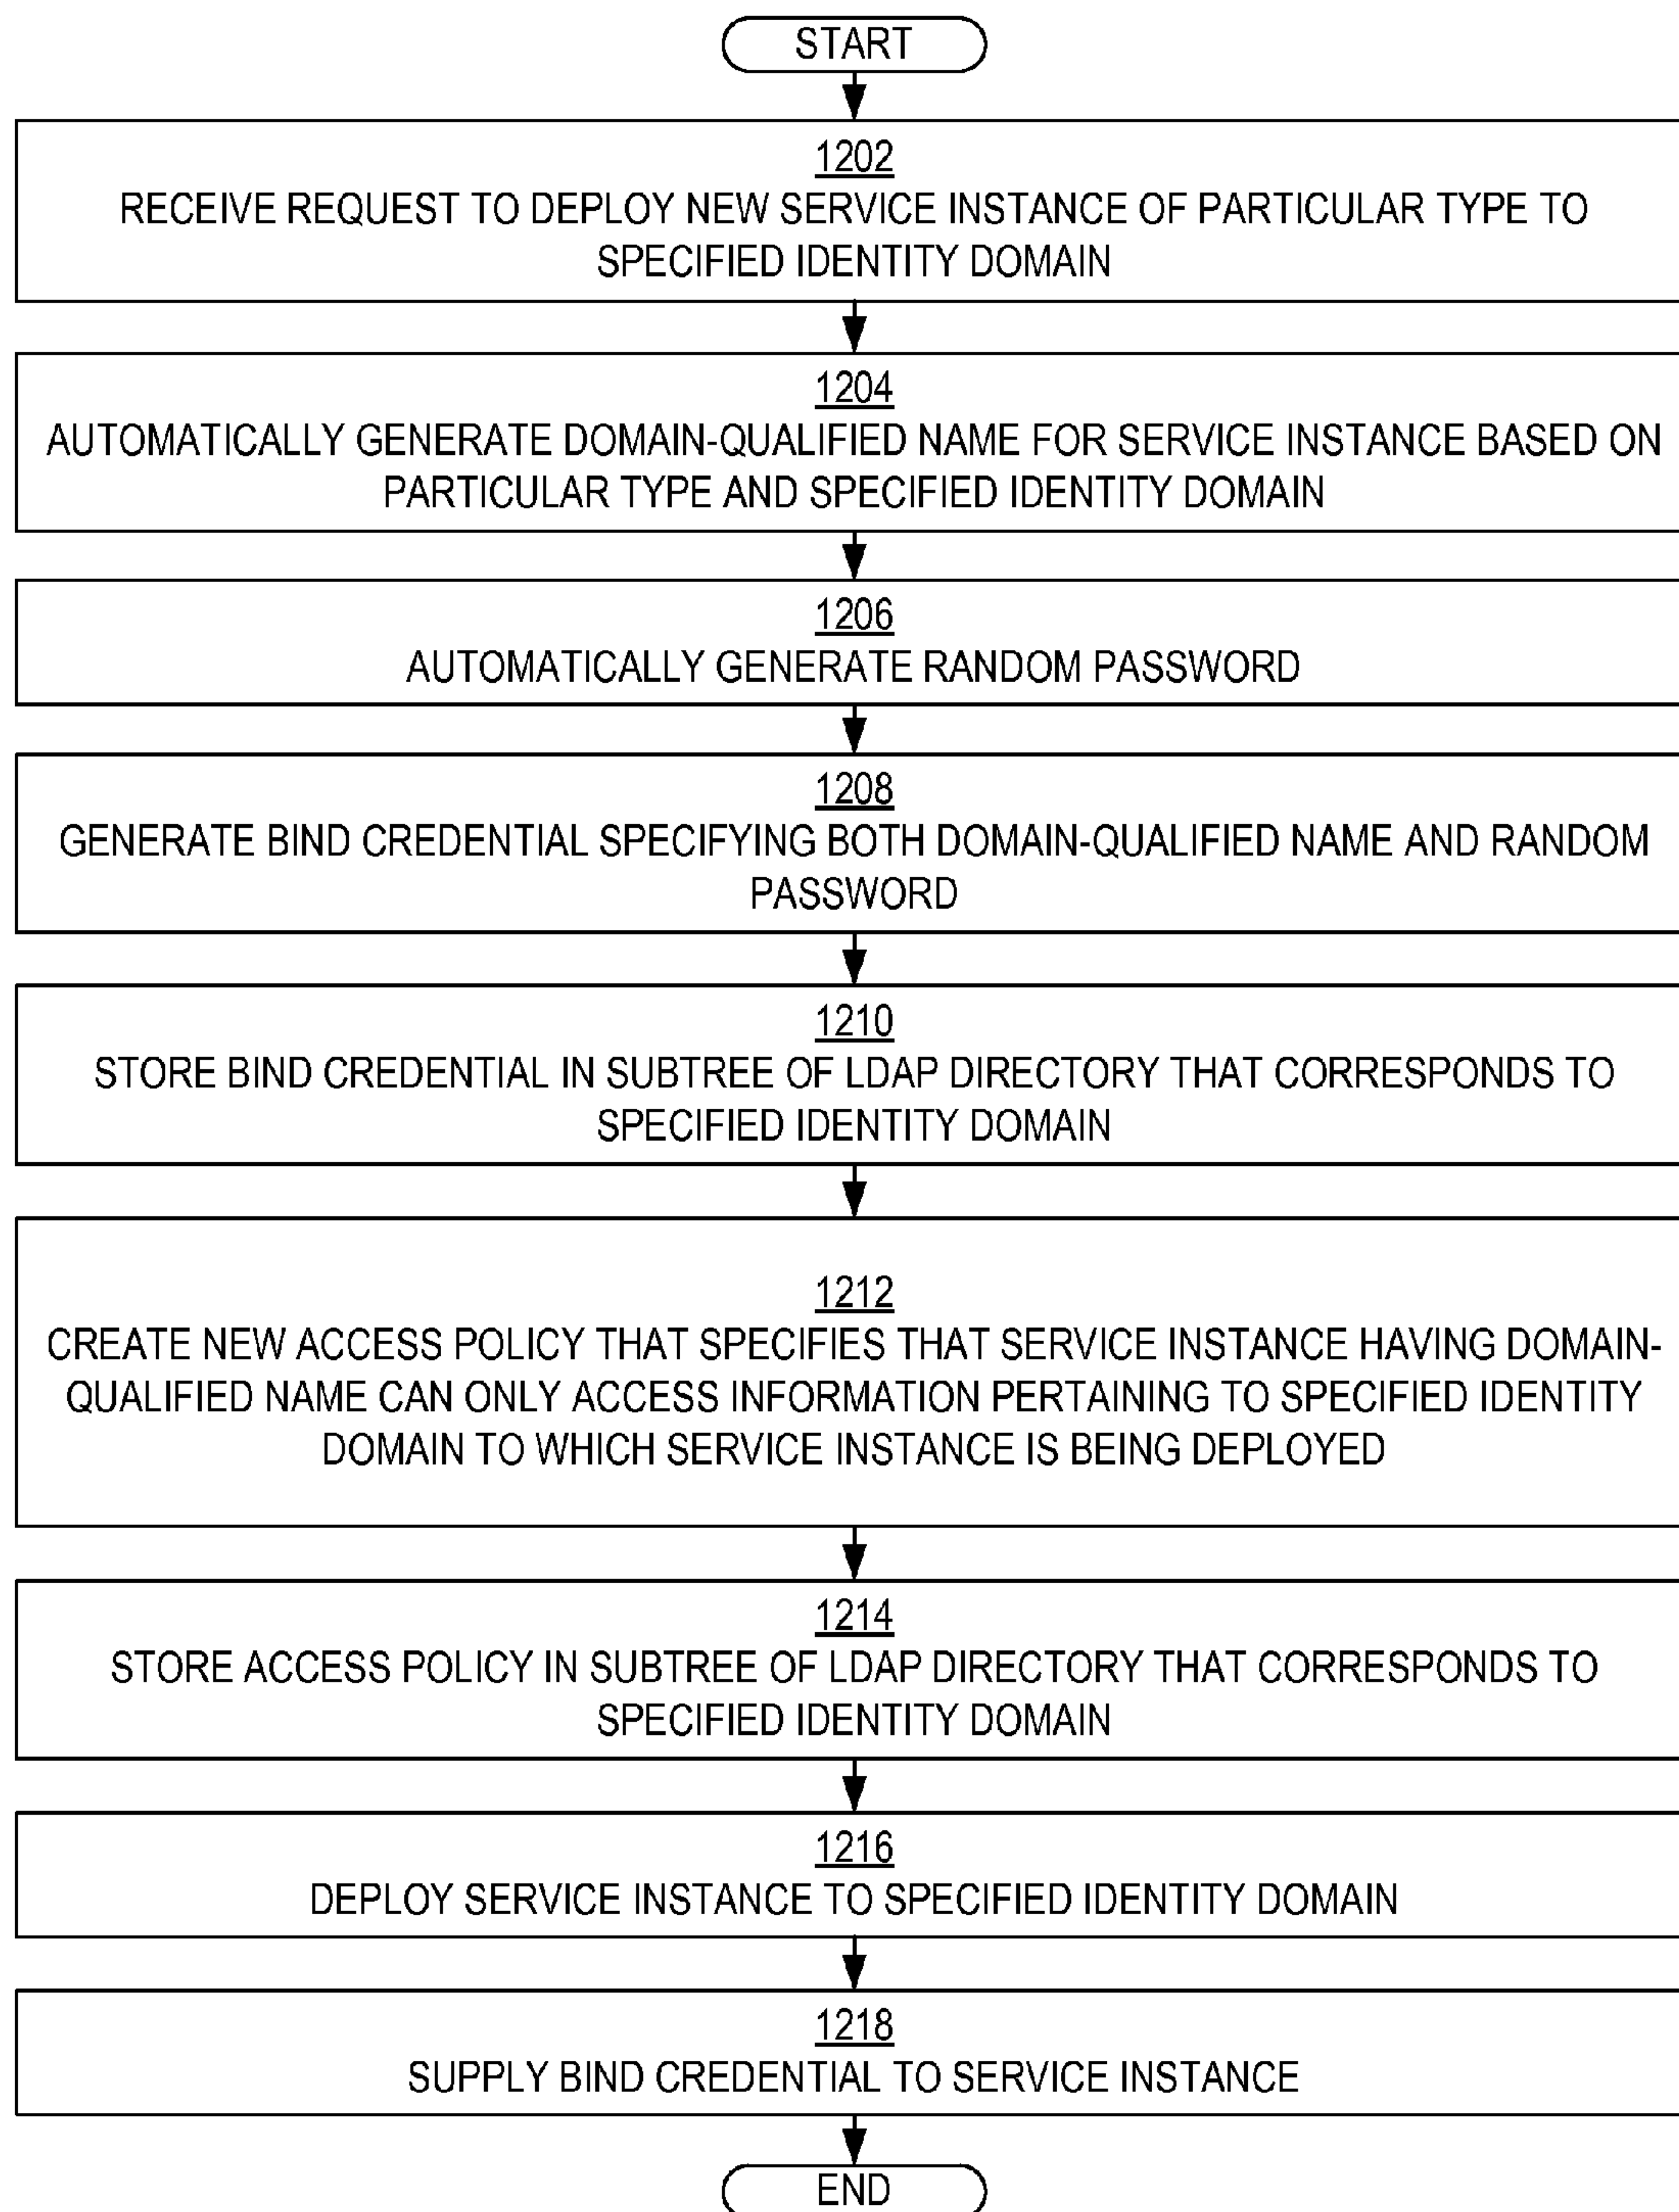 START
1202
RECEIVE REQUEST TO DEPLOY NEW SERVICE INSTANCE OF PARTICULAR TYPE TO
SPECIFIED IDENTITY DOMAIN
1204
AUTOMATICALLY GENERATE DOMAIN-QUALIFIED NAME FOR SERVICE INSTANCE BASED ON
PARTICULAR TYPE AND SPECIFIED IDENTITY DOMAIN
1206
AUTOMATICALLY GENERATE RANDOM PASSWORD
1208
GENERATE BIND CREDENTIAL SPECIFYING BOTH DOMAIN-QUALIFIED NAME AND RANDOM
PASSWORD
1210
STORE BIND CREDENTIAL IN SUBTREE OF LDAP DIRECTORY THAT CORRESPONDS TO
SPECIFIED IDENTITY DOMAIN
1212
CREATE NEW ACCESS POLICY THAT SPECIFIES THAT SERVICE INSTANCE HAVING DOMAIN-
QUALIFIED NAME CAN ONLY ACCESS INFORMATION PERTAINING TO SPECIFIED IDENTITY
DOMAIN TO WHICH SERVICE INSTANCE IS BEING DEPLOYED
1214
STORE ACCESS POLICY IN SUBTREE OF LDAP DIRECTORY THAT CORRESPONDS TO
SPECIFIED IDENTITY DOMAIN
1216
DEPLOY SERVICE INSTANCE TO SPECIFIED IDENTITY DOMAIN
1218
SUPPLY BIND CREDENTIAL TO SERVICE INSTANCE
END